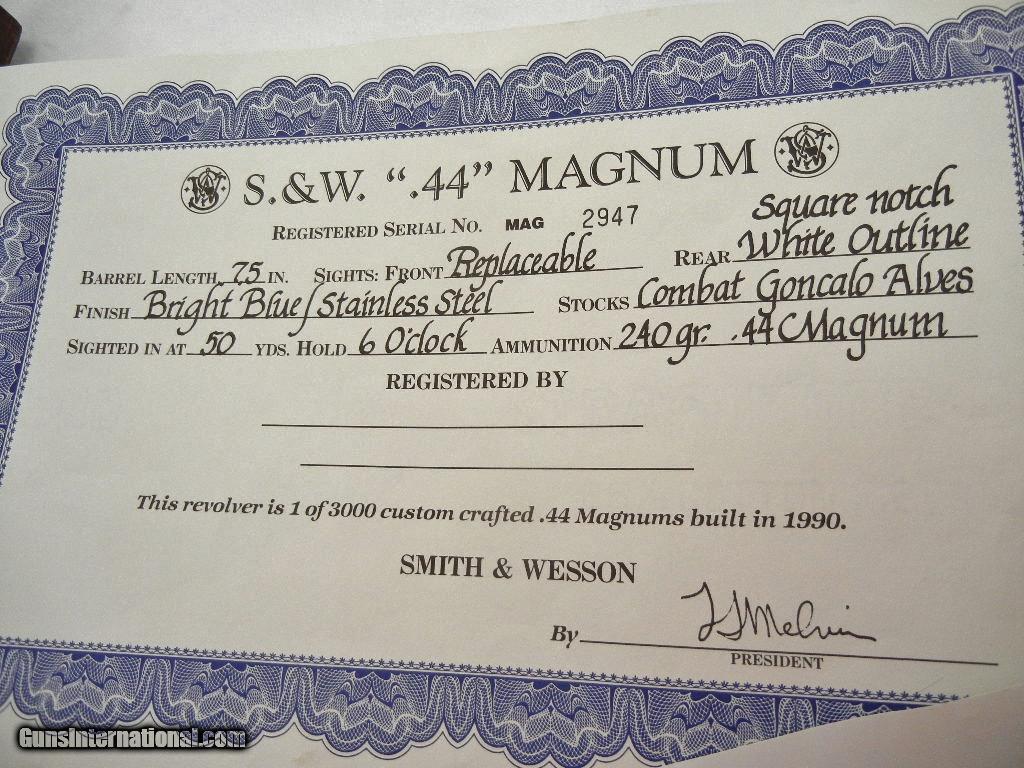 S.&W. “.44” MAGNUM
REGISTERED SERIAL NO. MAG 2947
Square notch
BARREL LENGTH 7.5 IN. SIGHTS: FRONT Replaceable REAR White Outline
FINISH Bright Blue/Stainless Steel STOCKS Combat Goncalo Alves
SIGHTED IN AT 50 YDS. HOLD 6 O'clock AMMUNITION 240 gr. .44 Magnum
REGISTERED BY
This revolver is 1 of 3000 custom crafted .44 Magnums built in 1990.
SMITH & WESSON
By LJMelvin
PRESIDENT
GunsInternational.com